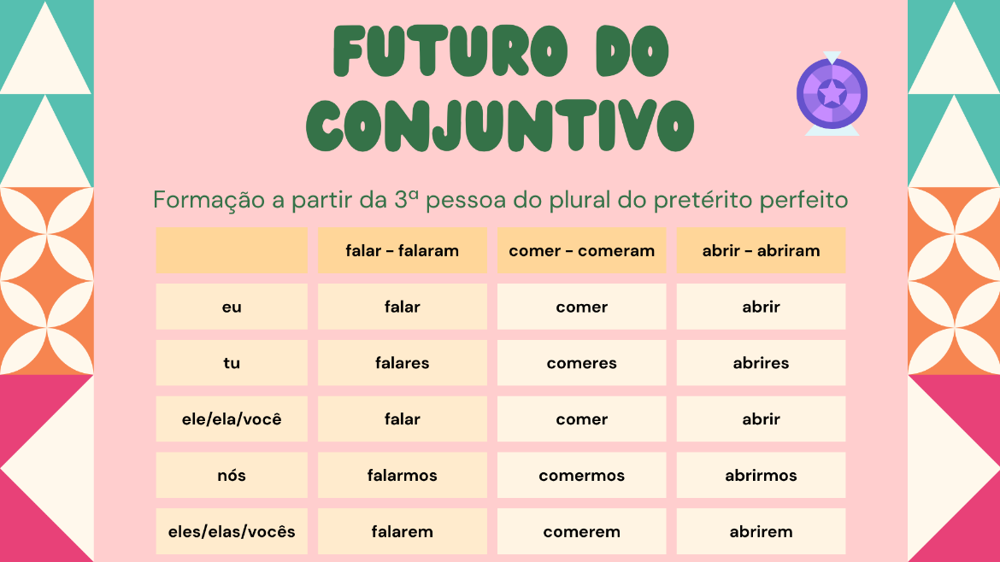 FUTURO DO
CONJUNTIVO
Formação a partir da 3ª pessoa do plural do pretérito perfeito
falar - falaram comer - comeram abrir - abriram
eu falar comer abrir
tu falares comeres abrires
ele/ela/você falar comer abrir
nós falarmos comermos abrirmos
eles/elas/vocês falarem comerem abrirem